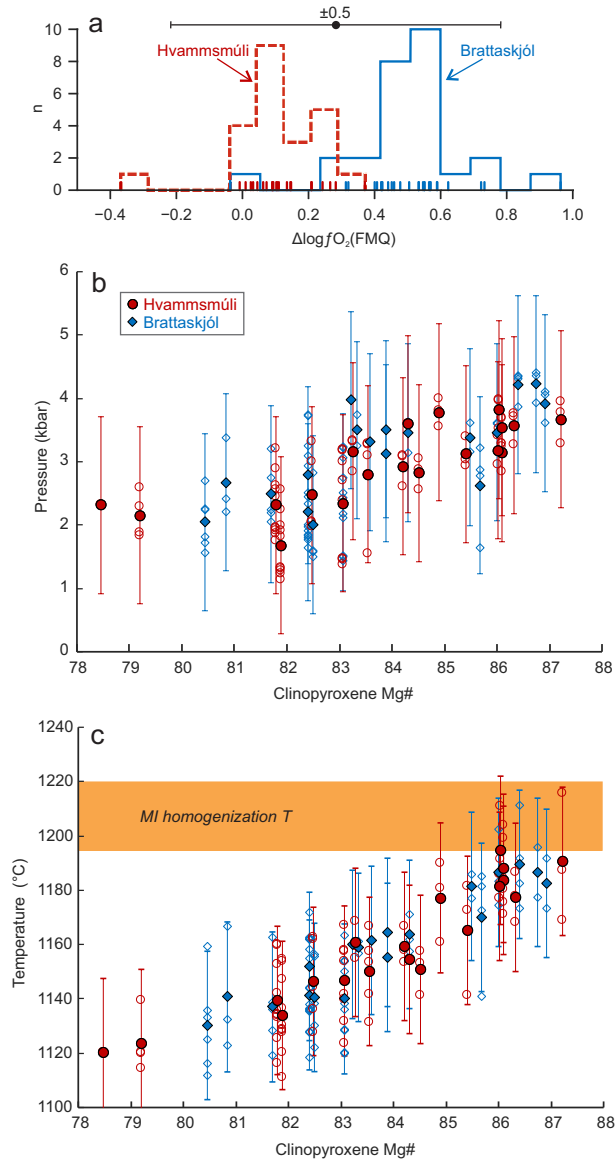 a
±0.5
Hvammsmúli
Brattaskjól
n
10
8
6
4
2
0
−0.4 −0.2 0.0 0.2 0.4 0.6 0.8 1.0
ΔlogfO₂(FMQ)
b
Hvammsmúli
Brattaskjól
Pressure (kbar)
6
5
4
3
2
1
0
78 79 80 81 82 83 84 85 86 87 88
Clinopyroxene Mg#
c
MI homogenization T
Temperature (°C)
1240
1220
1200
1180
1160
1140
1120
1100
78 79 80 81 82 83 84 85 86 87 88
Clinopyroxene Mg#